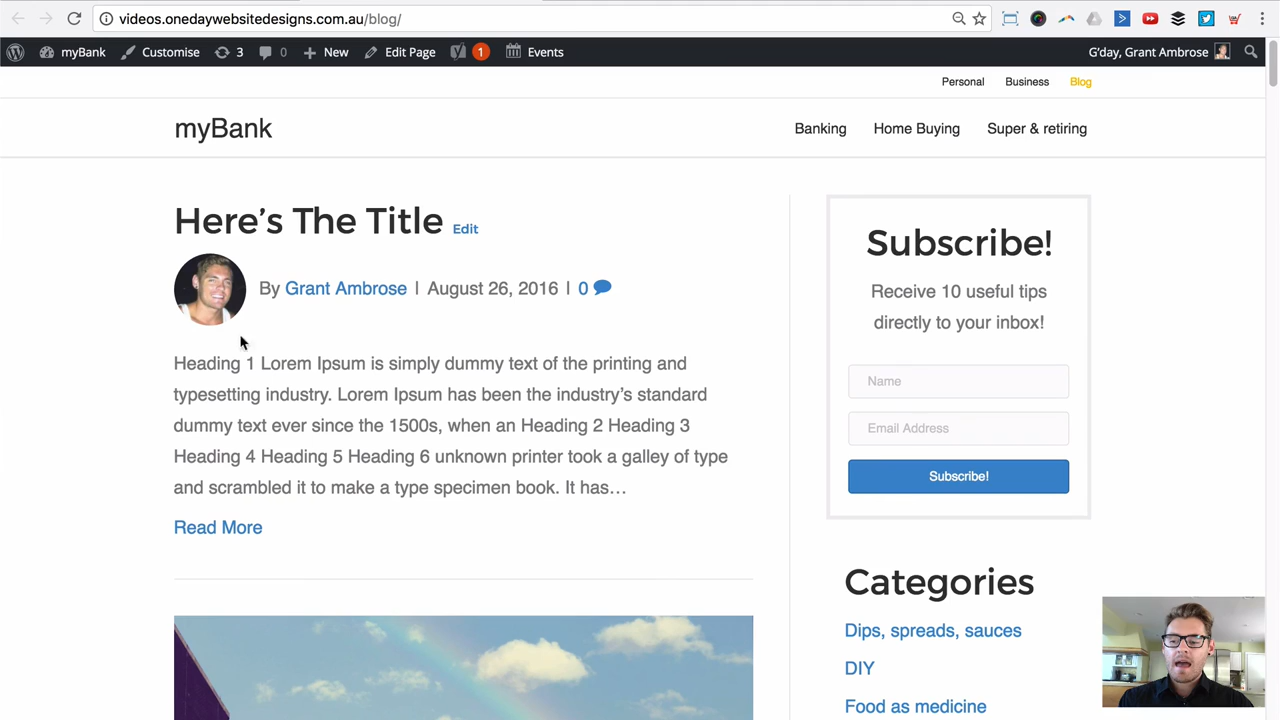 videos.onedaywebsitedesigns.com.au/blog/
myBank Customise 3 0 New Edit Page 1 Events G'day, Grant Ambrose
Personal Business Blog
myBank Banking Home Buying Super & retiring
Here’s The Title Edit
By Grant Ambrose | August 26, 2016 | 0
Heading 1 Lorem Ipsum is simply dummy text of the printing and
typesetting industry. Lorem Ipsum has been the industry’s standard
dummy text ever since the 1500s, when an Heading 2 Heading 3
Heading 4 Heading 5 Heading 6 unknown printer took a galley of type
and scrambled it to make a type specimen book. It has…
Read More
Subscribe!
Receive 10 useful tips
directly to your inbox!
Name
Email Address
Subscribe!
Categories
Dips, spreads, sauces
DIY
Food as medicine